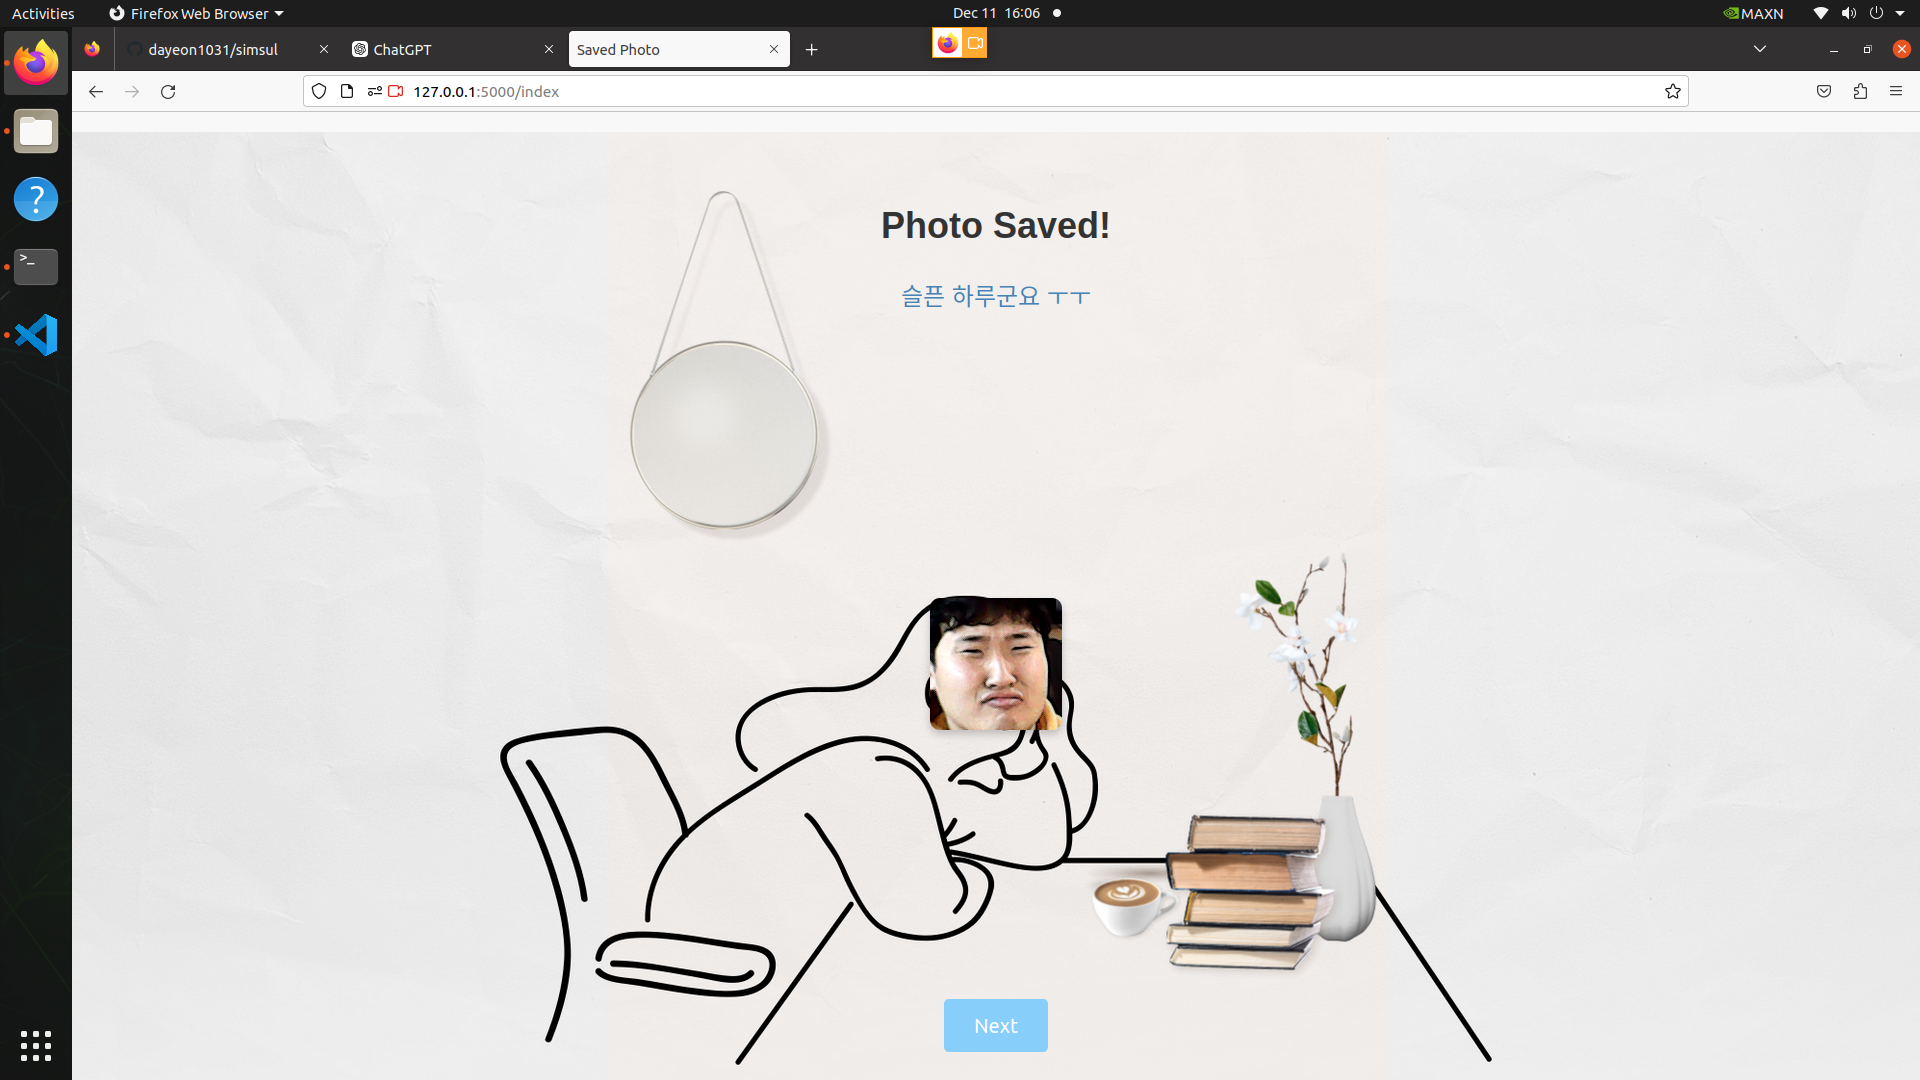 Activities
Firefox Web Browser
Dec 11 16:06
MAXN
dayeon1031/simsul
ChatGPT
Saved Photo
127.0.0.1:5000/index
Photo Saved!
슬픈 하루군요 ㅜㅜ
Next